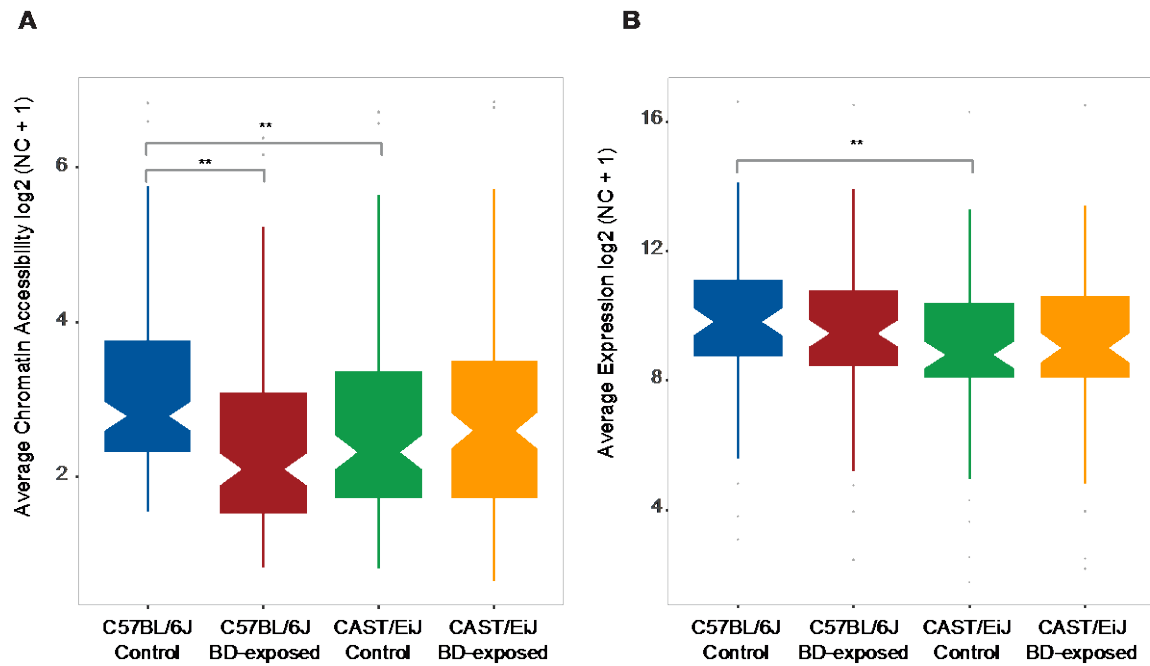 A
Average Chromatin Accessibility log2 (NC + 1)
6
4
2
**
**
C57BL/6J
Control
C57BL/6J
BD-exposed
CAST/EiJ
Control
CAST/EiJ
BD-exposed
B
Average Expression log2 (NC + 1)
16
12
8
4
**
C57BL/6J
Control
C57BL/6J
BD-exposed
CAST/EiJ
Control
CAST/EiJ
BD-exposed